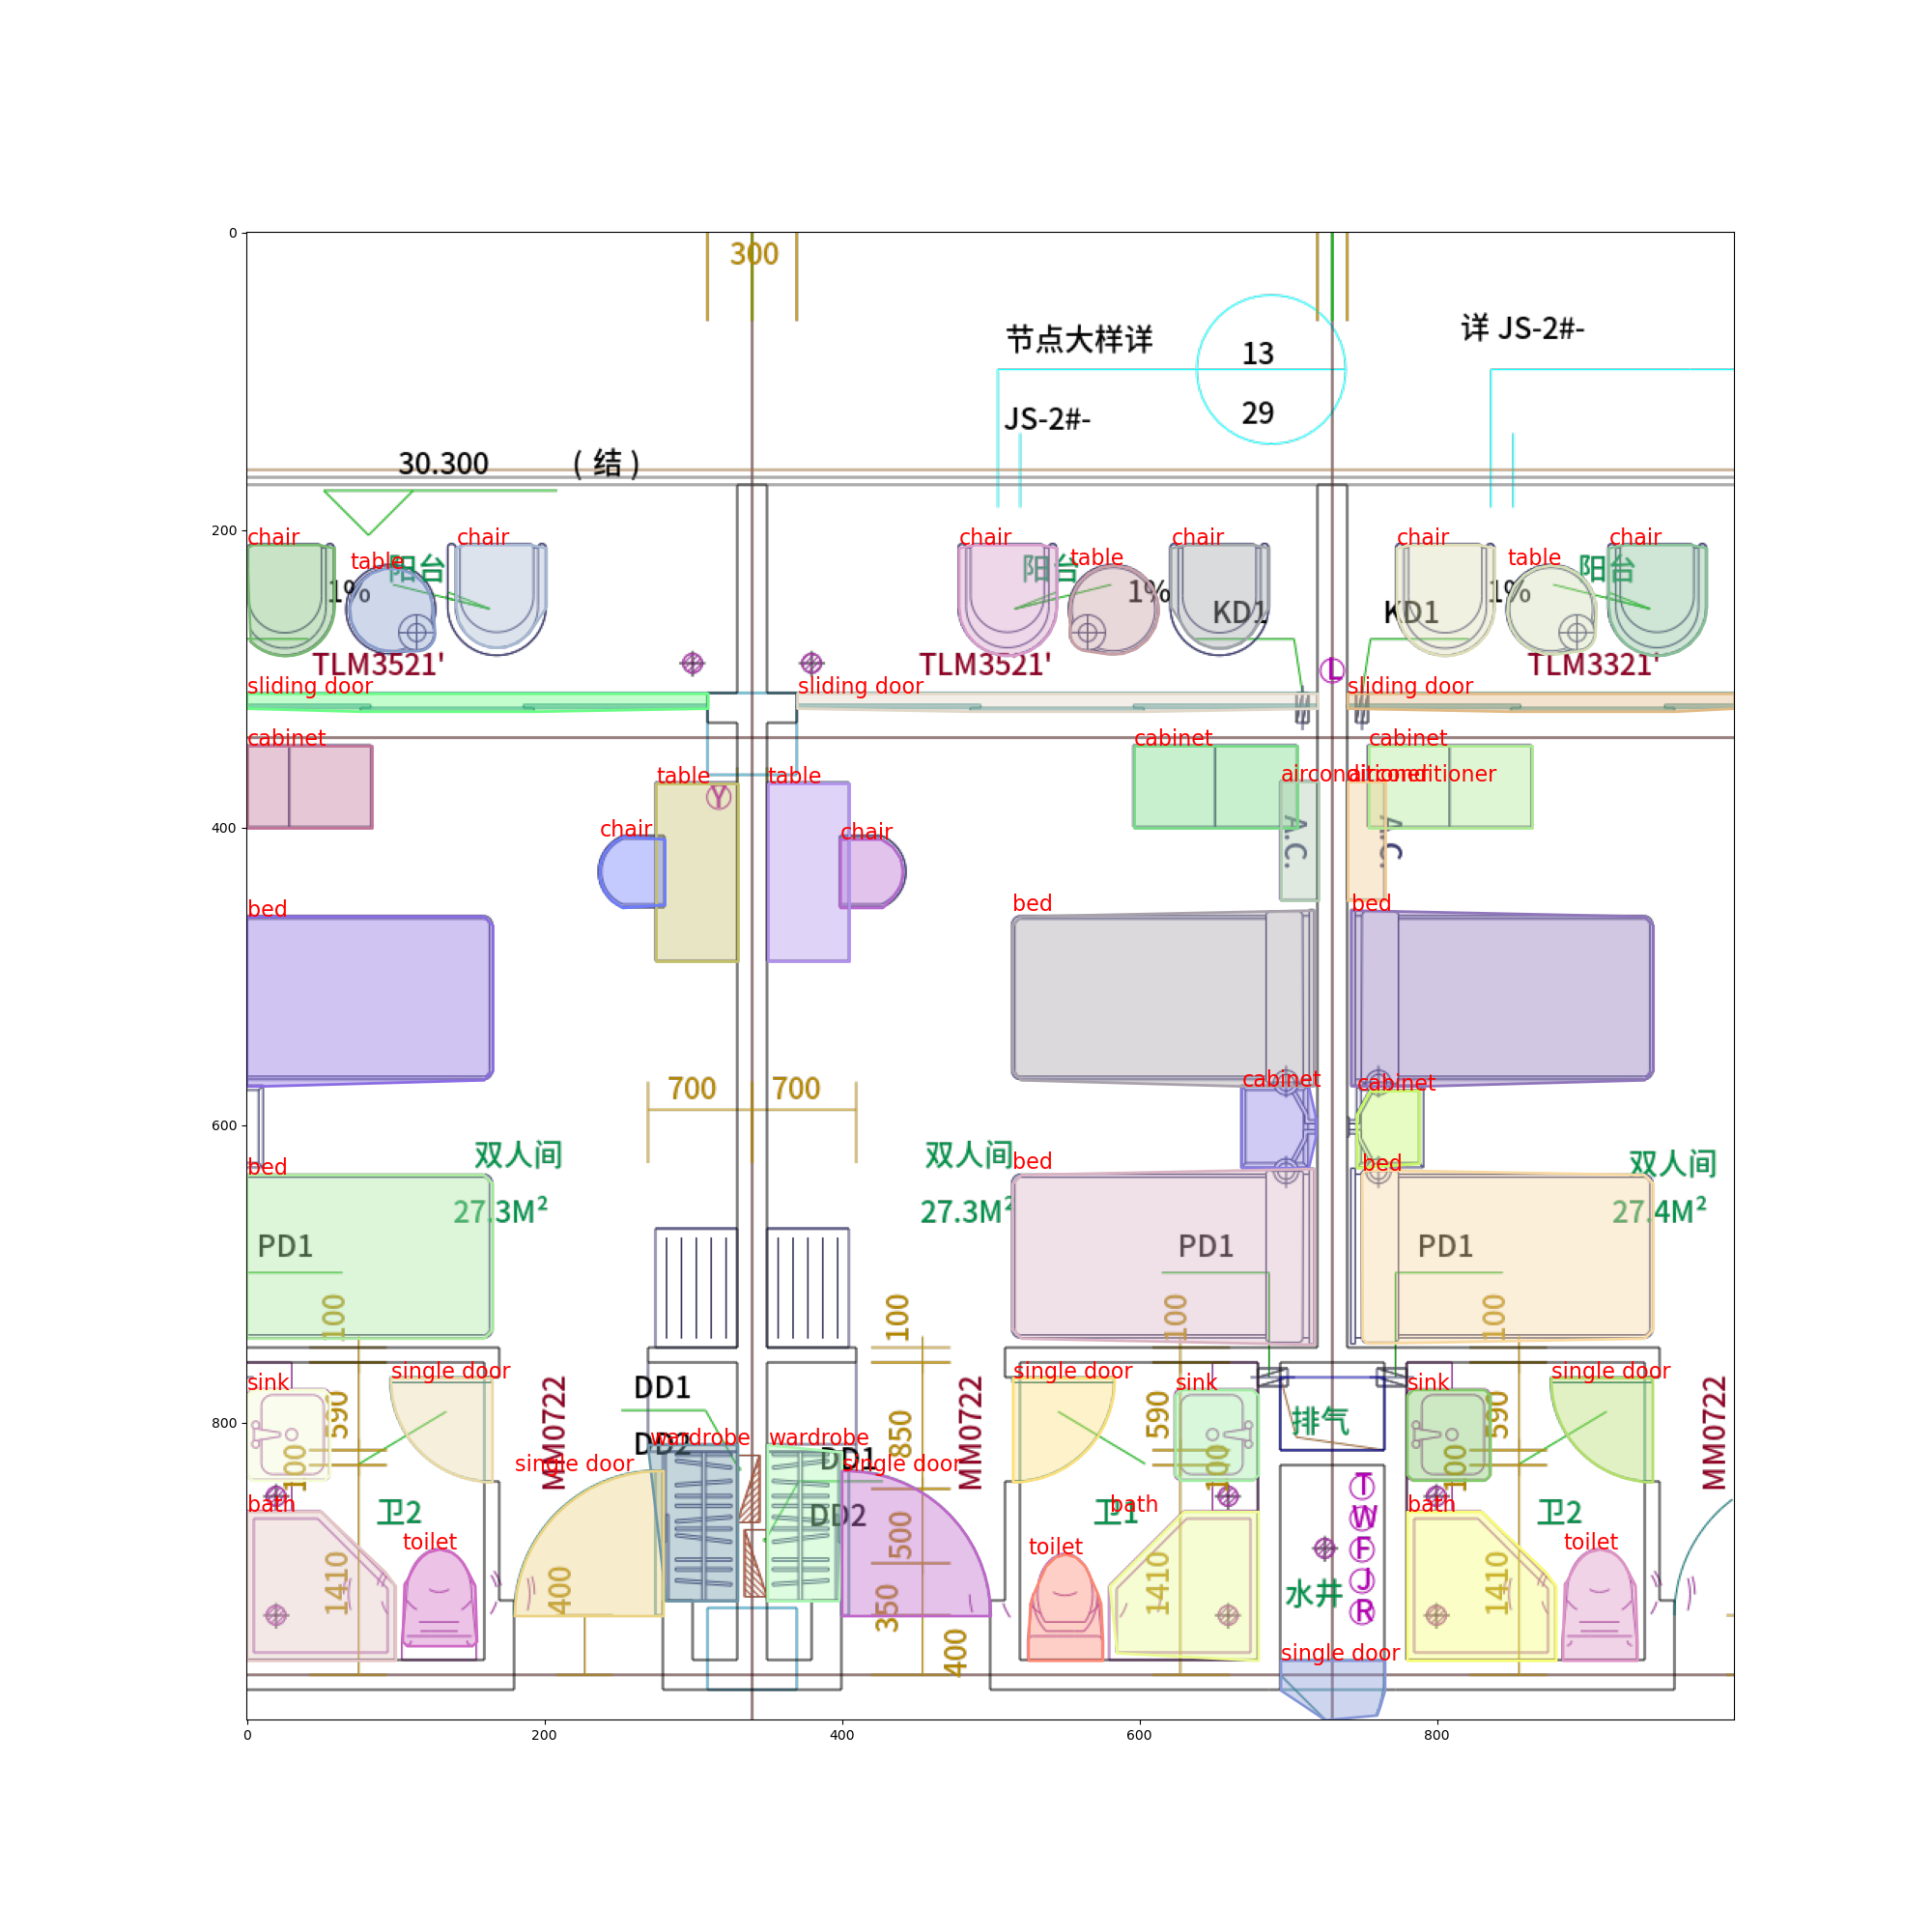 0
300
节点大样详
13
详 JS-2#-
JS-2#-
29
30.300
(结)
200
chair
table
chair
阳台
1%
chair
table
chair
阳台
1%
KD1
chair
table
chair
阳台
1%
KD1
TLM3521'
TLM3521'
L
TLM3321'
sliding door
sliding door
sliding door
cabinet
cabinet
cabinet
table
table
airconditioner
airconditioner
Y
400
chair
chair
A.C.
A.C.
bed
bed
bed
700
700
cabinet
cabinet
600
双人间
双人间
双人间
bed
bed
bed
27.3M²
27.3M²
27.4M²
PD1
PD1
PD1
100
100
100
100
single door
single door
single door
sink
sink
sink
DD1
MM0722
MM0722
MM0722
590
590
590
排气
800
850
DD2
wardrobe
wardrobe
DD1
single door
single door
100
100
100
bath
bath
bath
卫2
卫1
卫2
DD2
T
W
F
J
R
toilet
toilet
toilet
500
1410
1410
1410
400
350
水井
400
single door
0
200
400
600
800